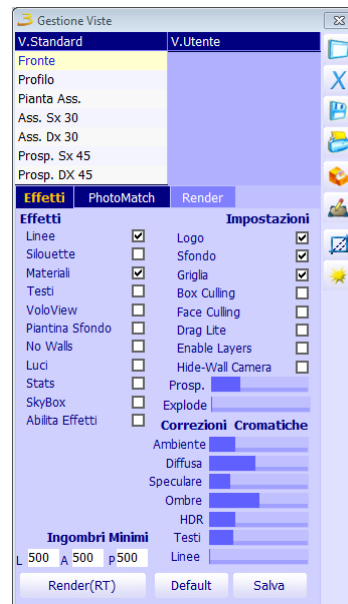 Gestione Viste
V.Standard V.Utente
Fronte
Profilo
Pianta Ass.
Ass. Sx 30
Ass. Dx 30
Prosp. Sx 45
Prosp. DX 45
Effetti PhotoMatch Render
Effetti
Linee
Silouette
Materiali
Testi
VoloView
Piantina Sfondo
No Walls
Luci
Stats
SkyBox
Abilita Effetti
Impostazioni
Logo
Sfondo
Griglia
Box Culling
Face Culling
Drag Lite
Enable Layers
Hide-Wall Camera
Prosp.
Explode
Correzioni Cromatiche
Ambiente
Diffusa
Speculare
Ombre
HDR
Testi
Linee
Ingombri Minimi
L 500 A 500 P 500
Render(RT) Default Salva